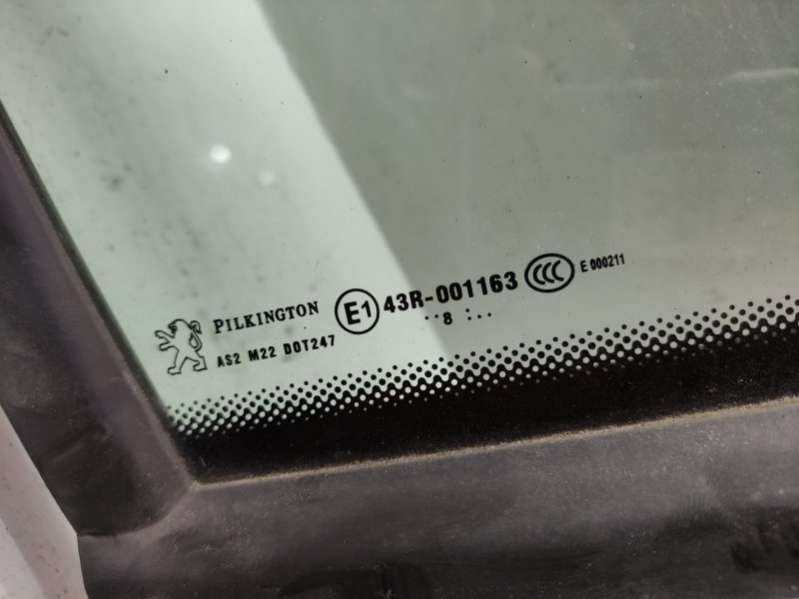 PILKINGTON
AS2 M22 DOT247
E1 43R-001163
..8 :..
CCC E 000211